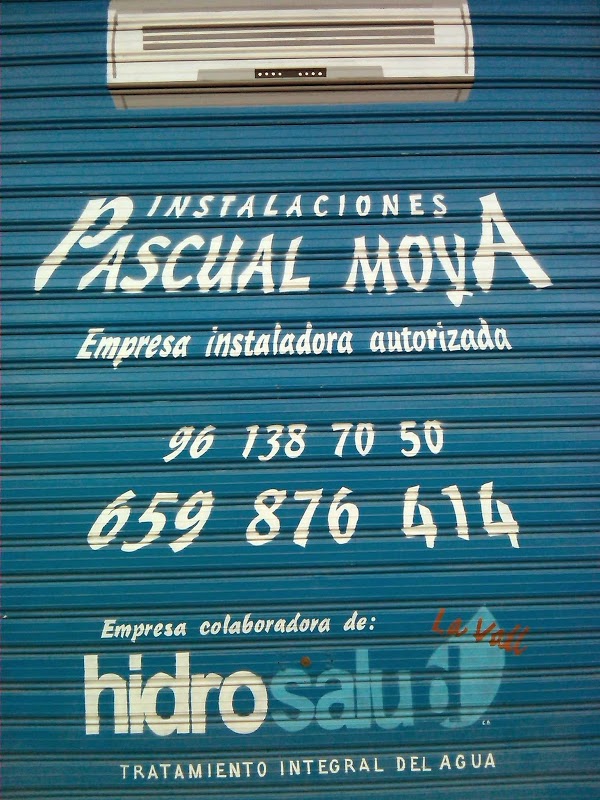 INSTALACIONES
PASCUAL MOYA
Empresa instaladora autorizada
96 138 70 50
659 876 414
Empresa colaboradora de:
La Vall
hidrosalud
TRATAMIENTO INTEGRAL DEL AGUA